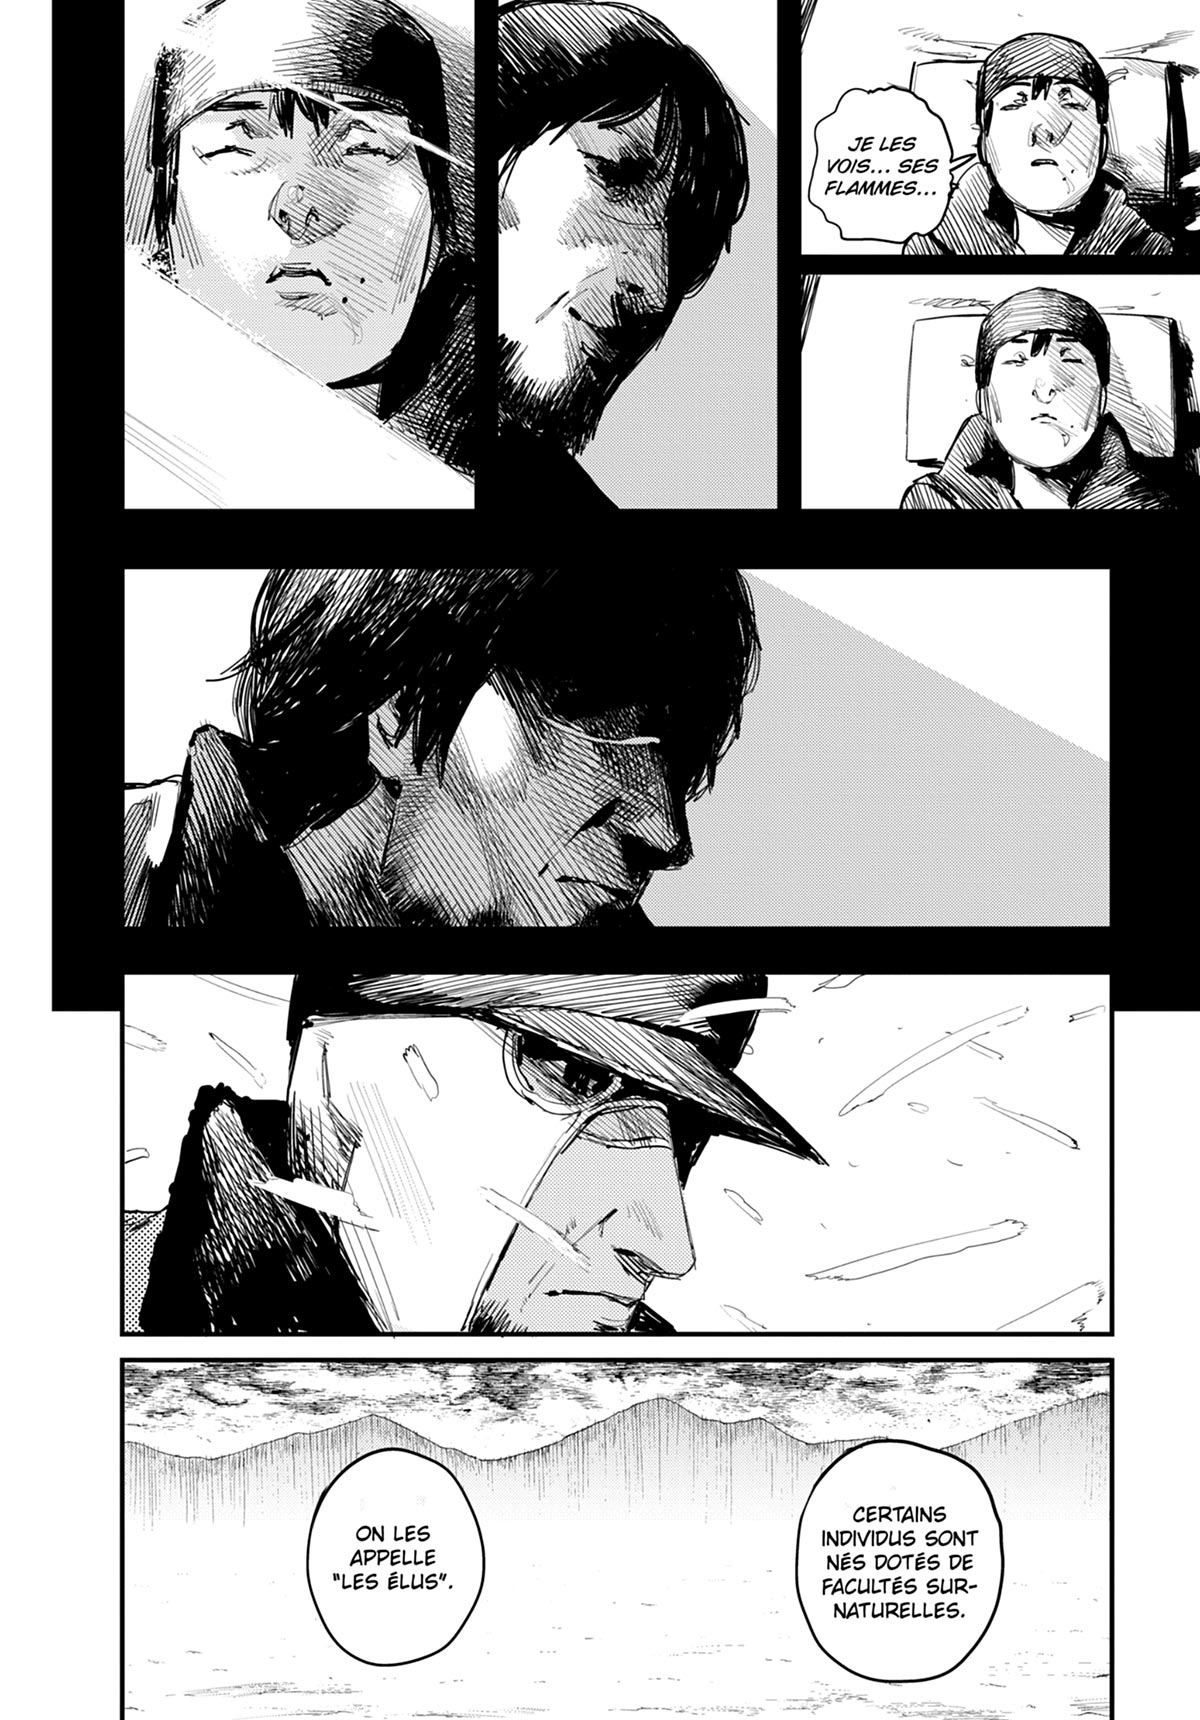 JE LES
VOIS... SES
FLAMMES...
CERTAINS
INDIVIDUS SONT
NÉS DOTÉS DE
FACULTÉS SUR-
NATURELLES.
ON LES
APPELLE
"LES ÉLUS".